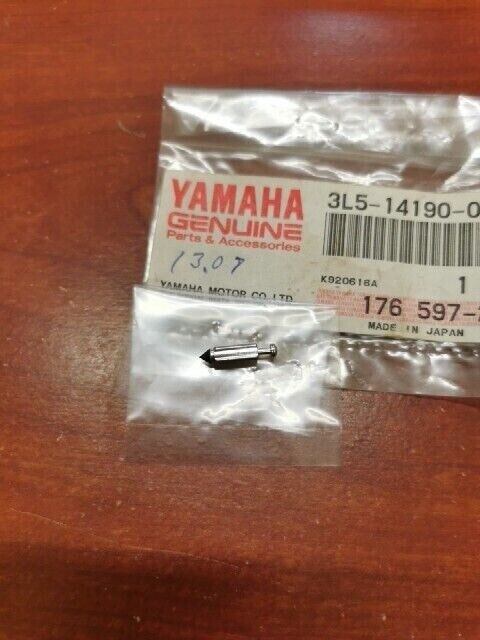 YAMAHA
GENUINE
Parts & Accessories
13.07
YAMAHA MOTOR CO.,LTD.
3L5-14190-0
K920616A
1
176 597-
MADE IN JAPAN